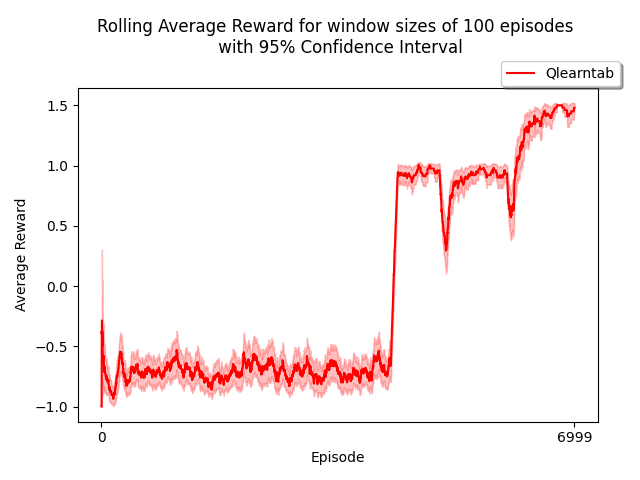 Rolling Average Reward for window sizes of 100 episodes
with 95% Confidence Interval
Qlearntab
1.5
1.0
0.5
0.0
−0.5
−1.0
Average Reward
0
6999
Episode